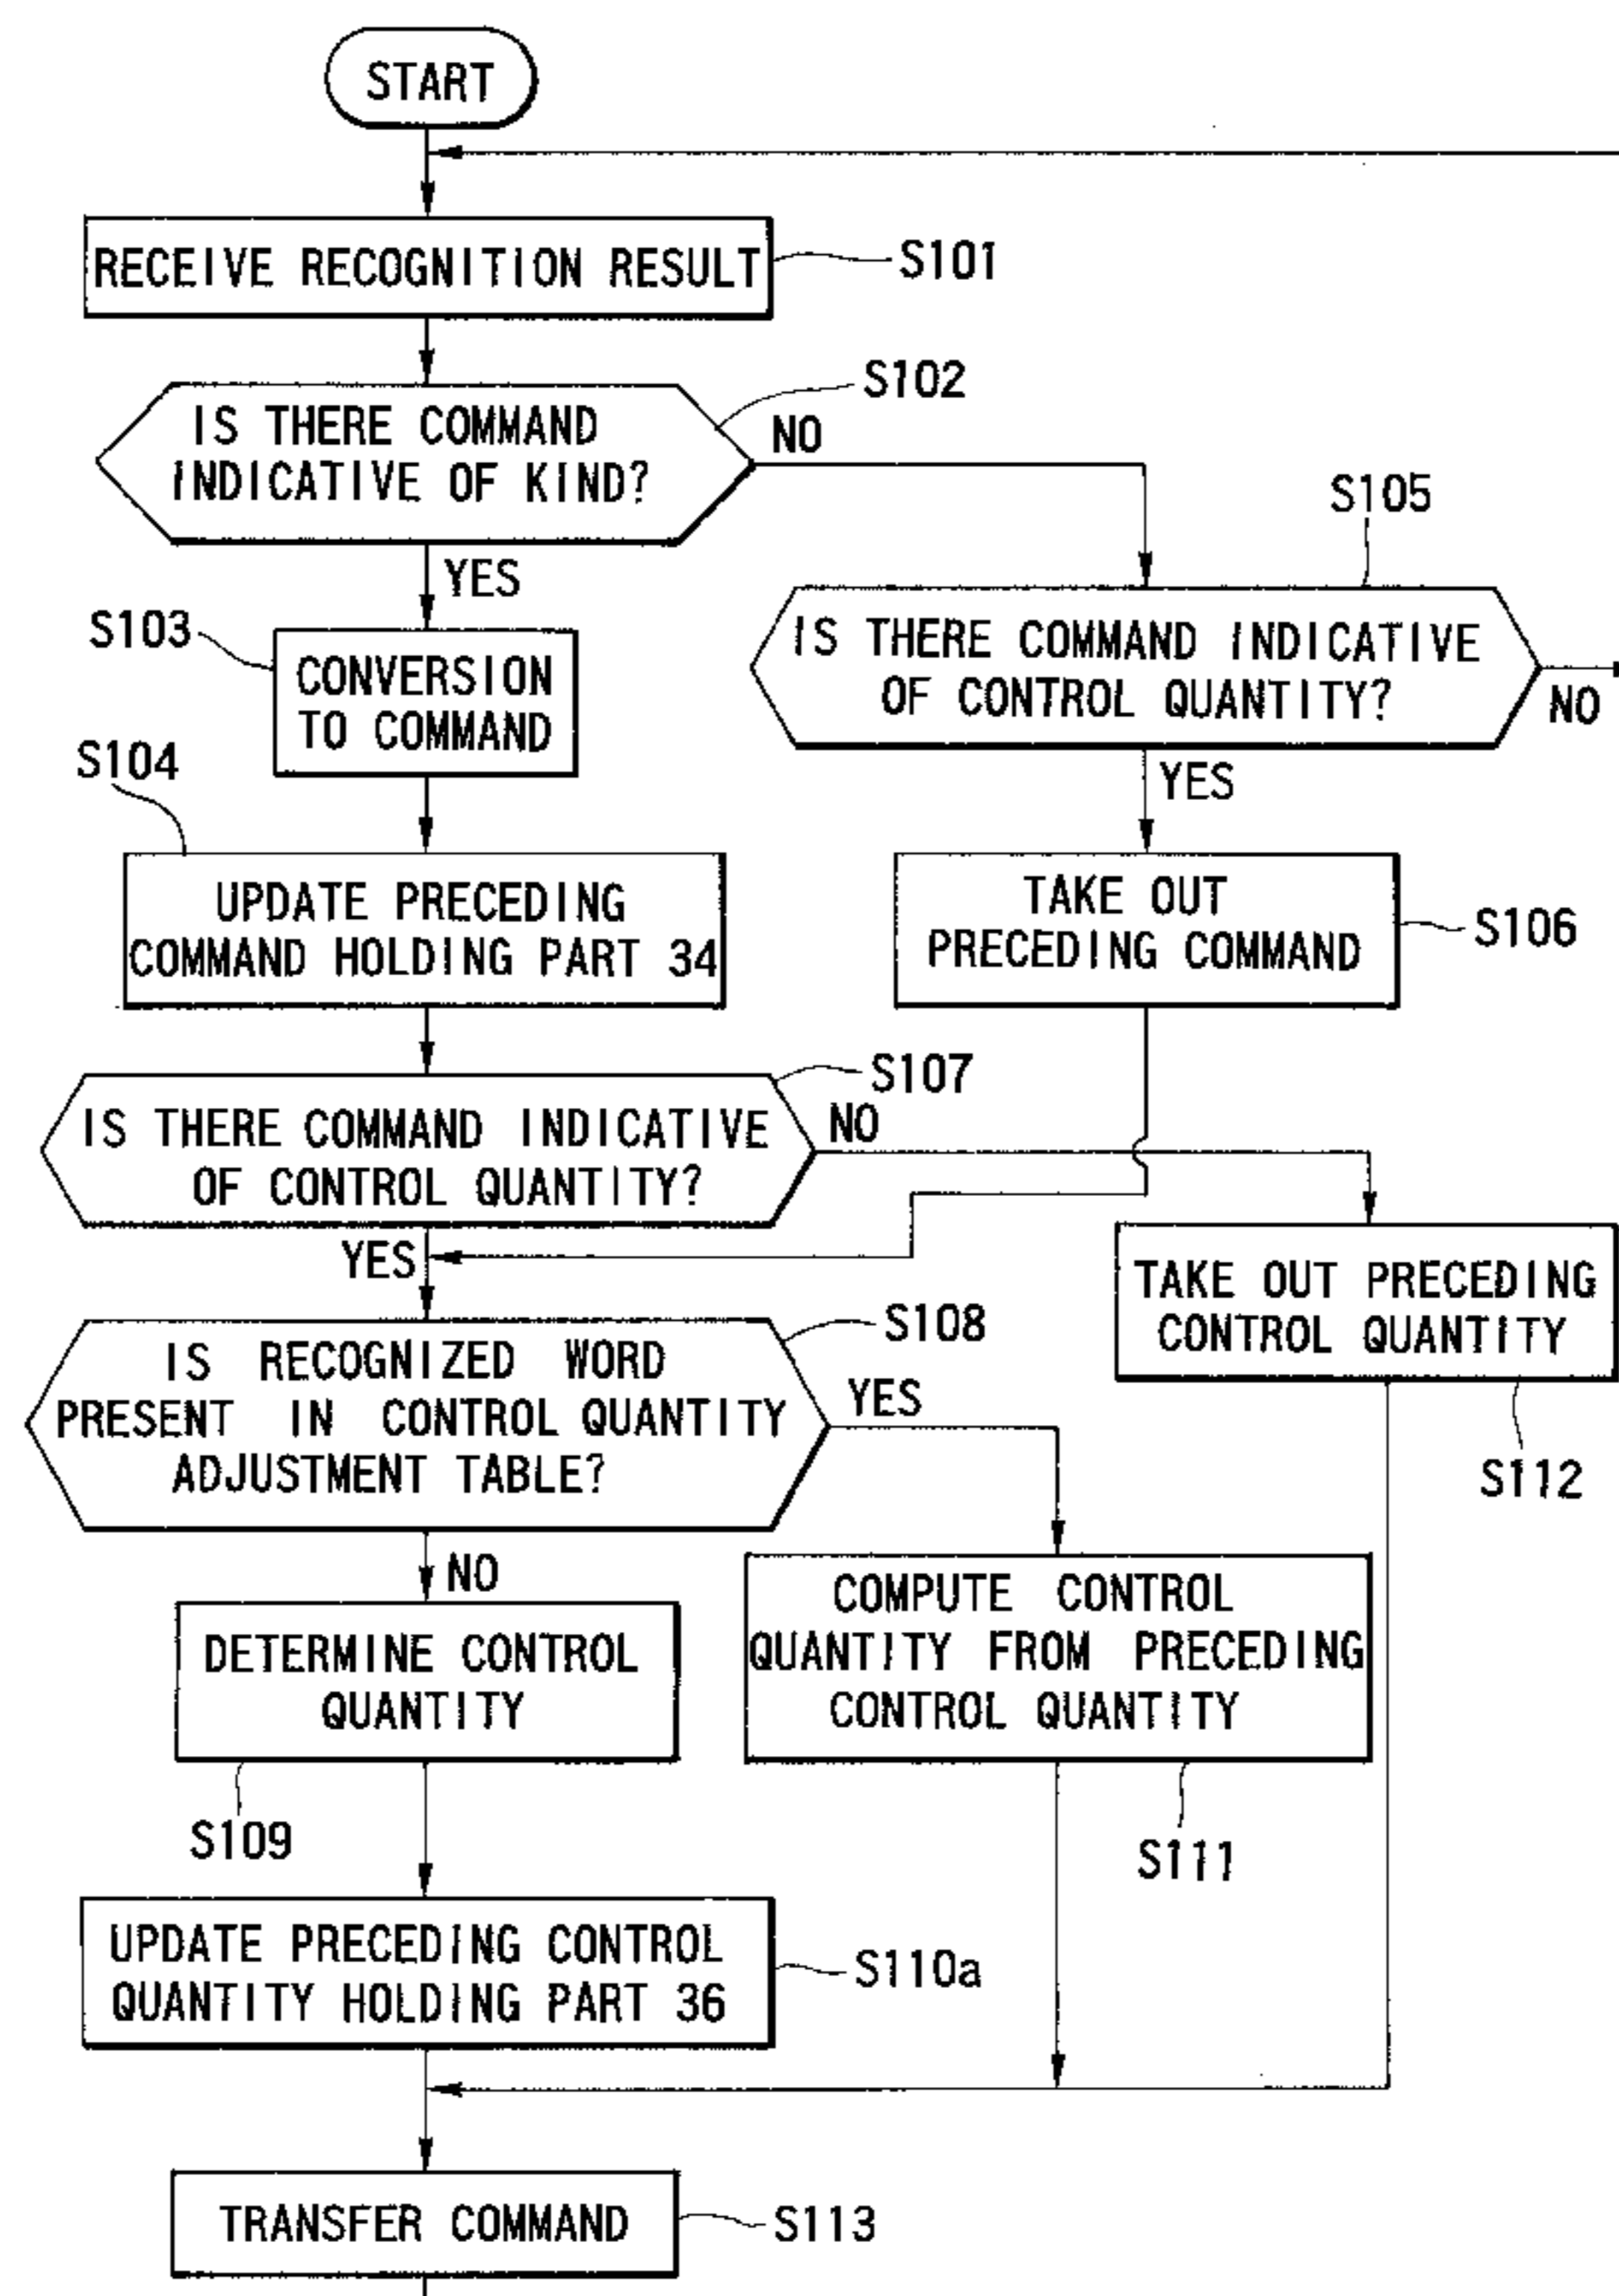 START
RECEIVE RECOGNITION RESULT
S101
S102
IS THERE COMMAND
INDICATIVE OF KIND?
NO
YES
S103
CONVERSION
TO COMMAND
S105
IS THERE COMMAND INDICATIVE
OF CONTROL QUANTITY?
NO
YES
S104
UPDATE PRECEDING
COMMAND HOLDING PART 34
TAKE OUT
PRECEDING COMMAND
S106
S107
IS THERE COMMAND INDICATIVE
OF CONTROL QUANTITY?
NO
YES
TAKE OUT PRECEDING
CONTROL QUANTITY
S112
S108
IS RECOGNIZED WORD
PRESENT IN CONTROL QUANTITY
ADJUSTMENT TABLE?
YES
NO
DETERMINE CONTROL
QUANTITY
S109
COMPUTE CONTROL
QUANTITY FROM PRECEDING
CONTROL QUANTITY
S111
UPDATE PRECEDING CONTROL
QUANTITY HOLDING PART 36
S110a
TRANSFER COMMAND
S113